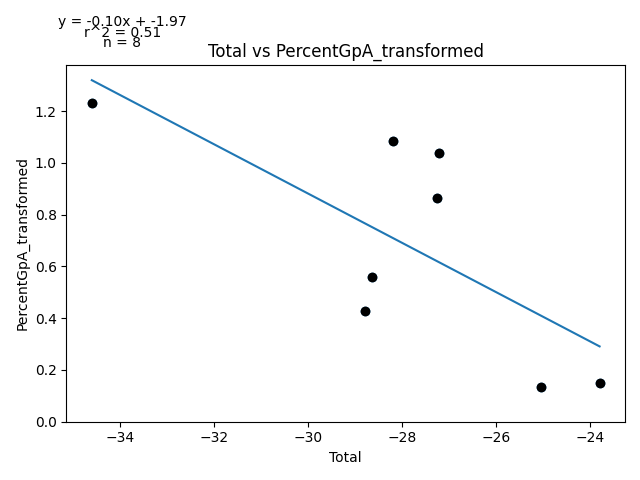 y = -0.10x + -1.97
r^2 = 0.51
n = 8
Total vs PercentGpA_transformed
PercentGpA_transformed
1.2
1.0
0.8
0.6
0.4
0.2
0.0
−34
−32
−30
−28
−26
−24
Total